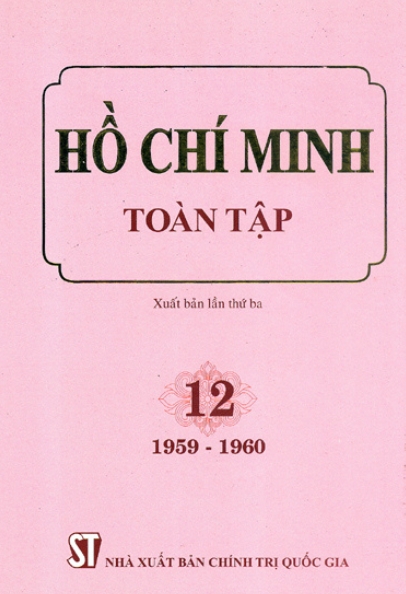 HỒ CHÍ MINH
TOÀN TẬP
Xuất bản lần thứ ba
12
1959 - 1960
ST NHÀ XUẤT BẢN CHÍNH TRỊ QUỐC GIA